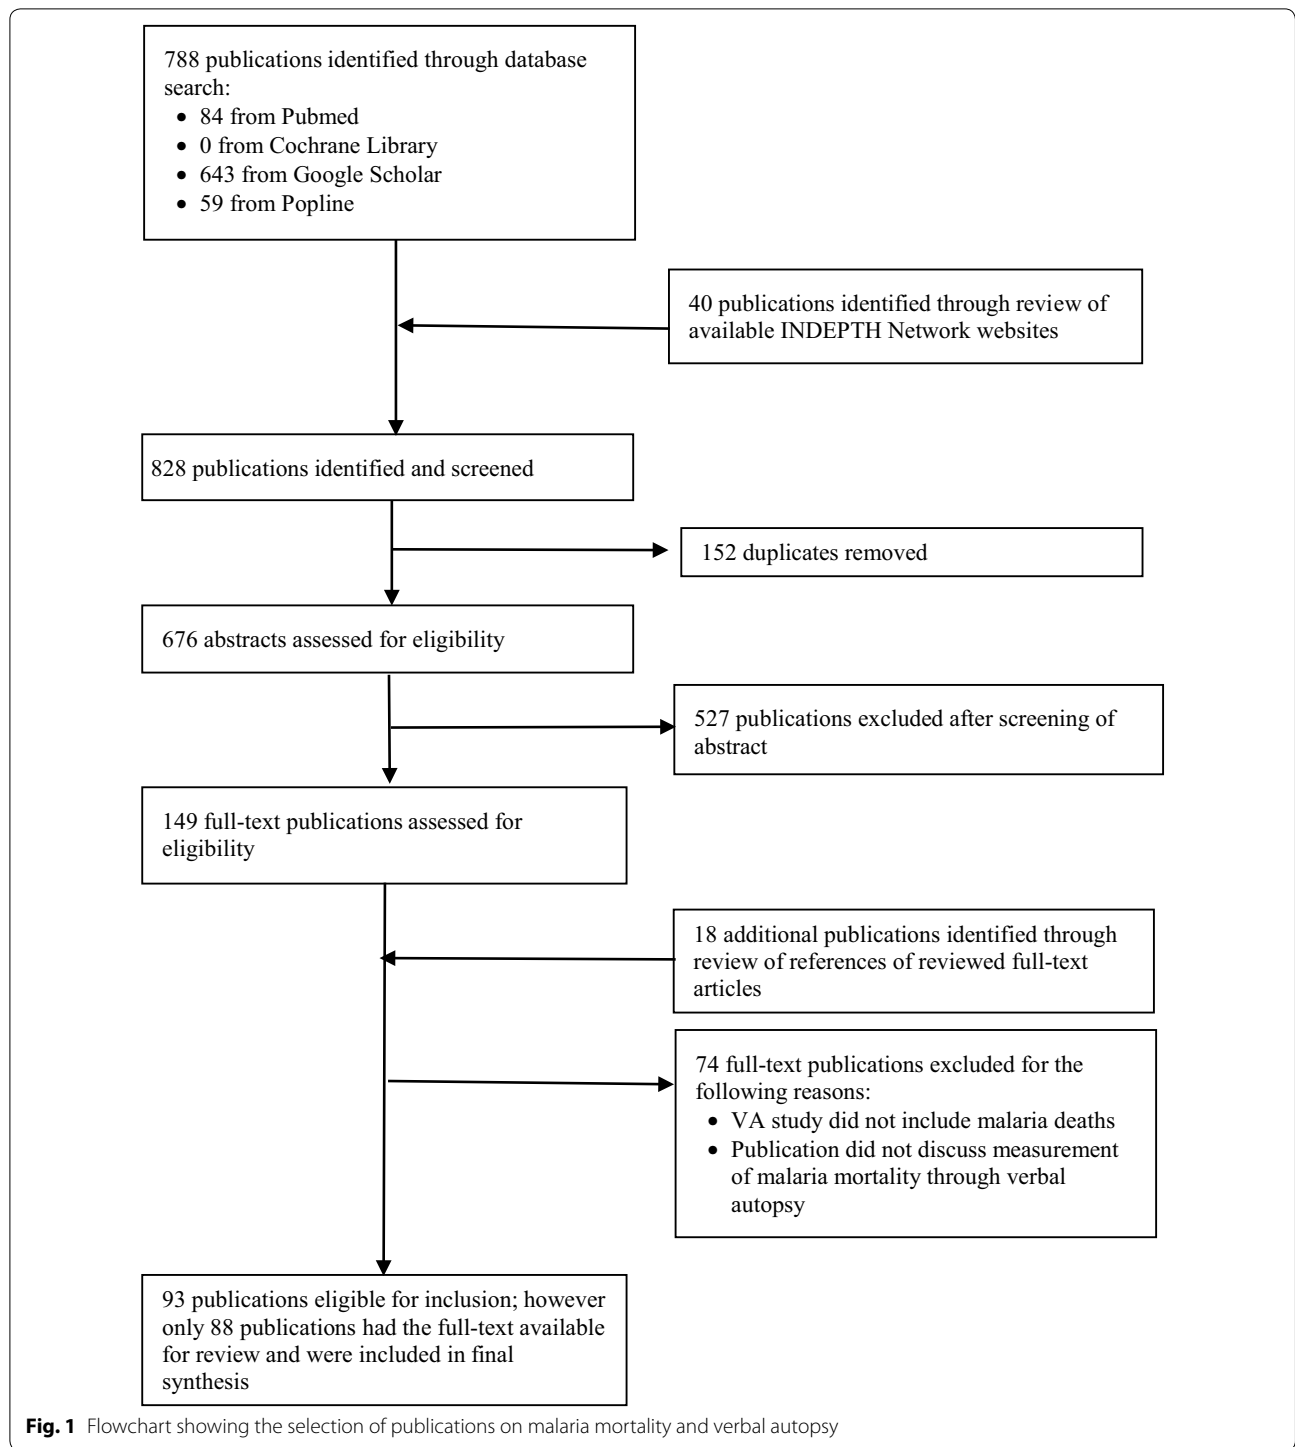 788 publications identified through database
search:
• 84 from Pubmed
• 0 from Cochrane Library
• 643 from Google Scholar
• 59 from Popline
40 publications identified through review of
available INDEPTH Network websites
828 publications identified and screened
152 duplicates removed
676 abstracts assessed for eligibility
527 publications excluded after screening of
abstract
149 full-text publications assessed for
eligibility
18 additional publications identified through
review of references of reviewed full-text
articles
74 full-text publications excluded for the
following reasons:
• VA study did not include malaria deaths
• Publication did not discuss measurement
of malaria mortality through verbal
autopsy
93 publications eligible for inclusion; however
only 88 publications had the full-text available
for review and were included in final
synthesis
Fig. 1 Flowchart showing the selection of publications on malaria mortality and verbal autopsy